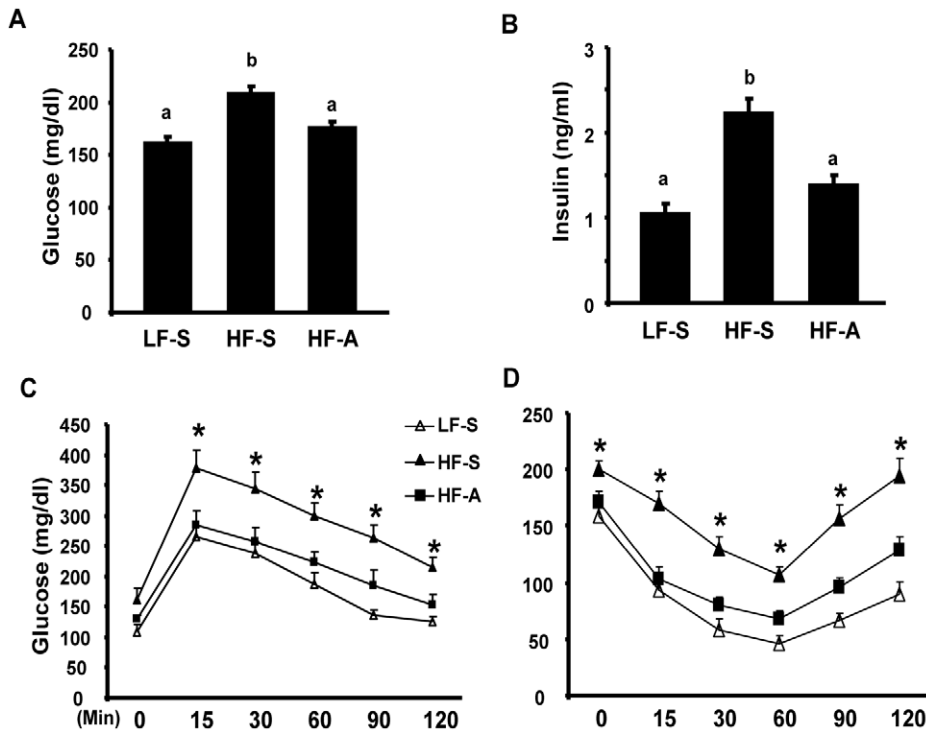 A
Glucose (mg/dl)
250
200
150
100
50
0
a
b
a
LF-S HF-S HF-A
B
Insulin (ng/ml)
3
2
1
0
a
b
a
LF-S HF-S HF-A
C
Glucose (mg/dl)
450
400
350
300
250
200
150
100
50
0
* * * * *
LF-S
HF-S
HF-A
(Min) 0 15 30 60 90 120
D
250
200
150
100
50
0
* * * * * *
0 15 30 60 90 120